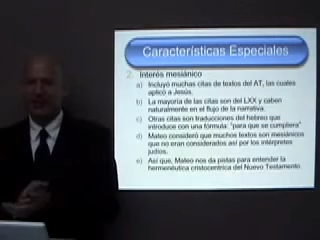 Características Especiales
2. Interés mesiánico
a) Incluyó muchas citas de textos del AT, las cuales
aplicó a Jesús.
b) La mayoría de las citas son del LXX y caben
naturalmente en el flujo de la narrativa.
c) Otras citas son traducciones del hebreo que
introduce con una fórmula: "para que se cumpliera"
d) Mateo consideró que muchos textos son mesiánicos
que no eran considerados así por los intérpretes
judíos.
e) Así que, Mateo nos da pistas para entender la
hermenéutica cristocéntrica del Nuevo Testamento.